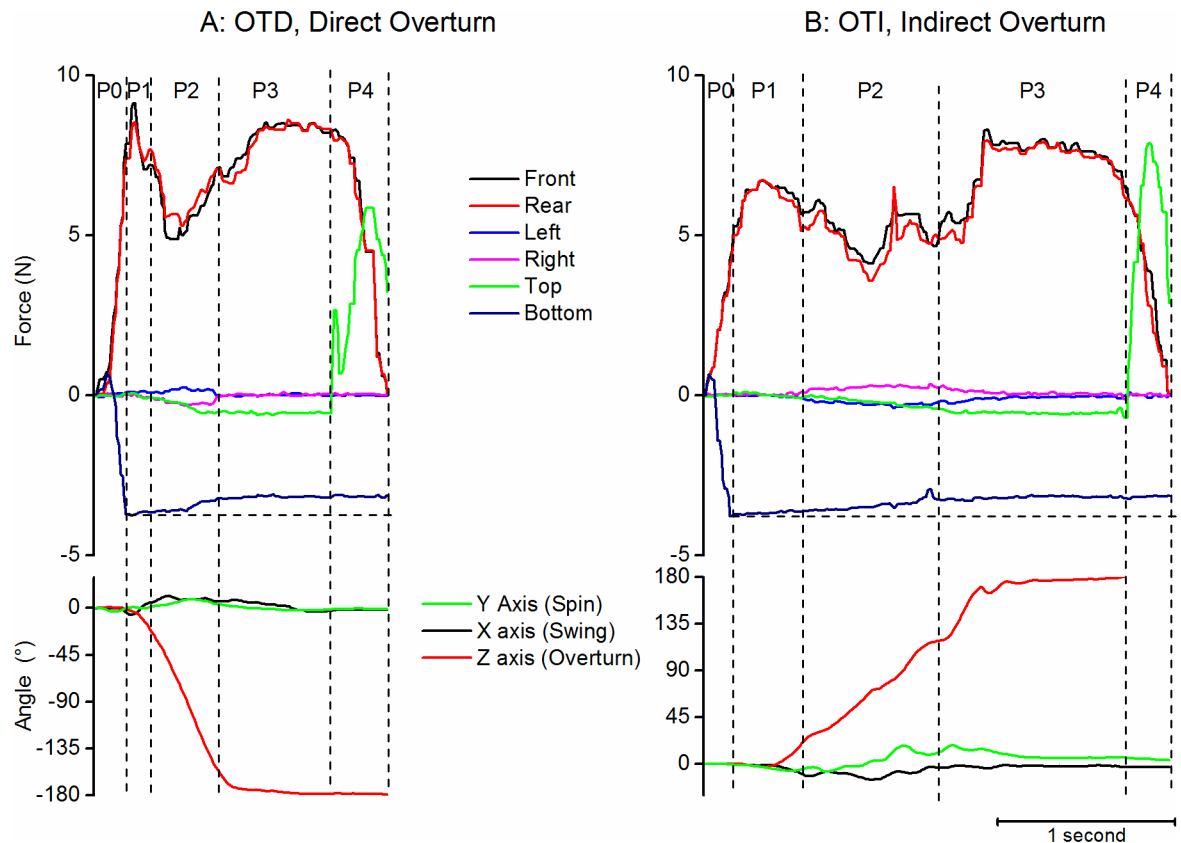 A: OTD, Direct Overturn
B: OTI, Indirect Overturn
10
P0 P1 P2 P3 P4
5
0
-5
Force (N)
Front
Rear
Left
Right
Top
Bottom
10
P0 P1 P2 P3 P4
5
0
-5
0
-45
-90
-135
-180
Angle (°)
Y Axis (Spin)
X axis (Swing)
Z axis (Overturn)
180
135
90
45
0
1 second